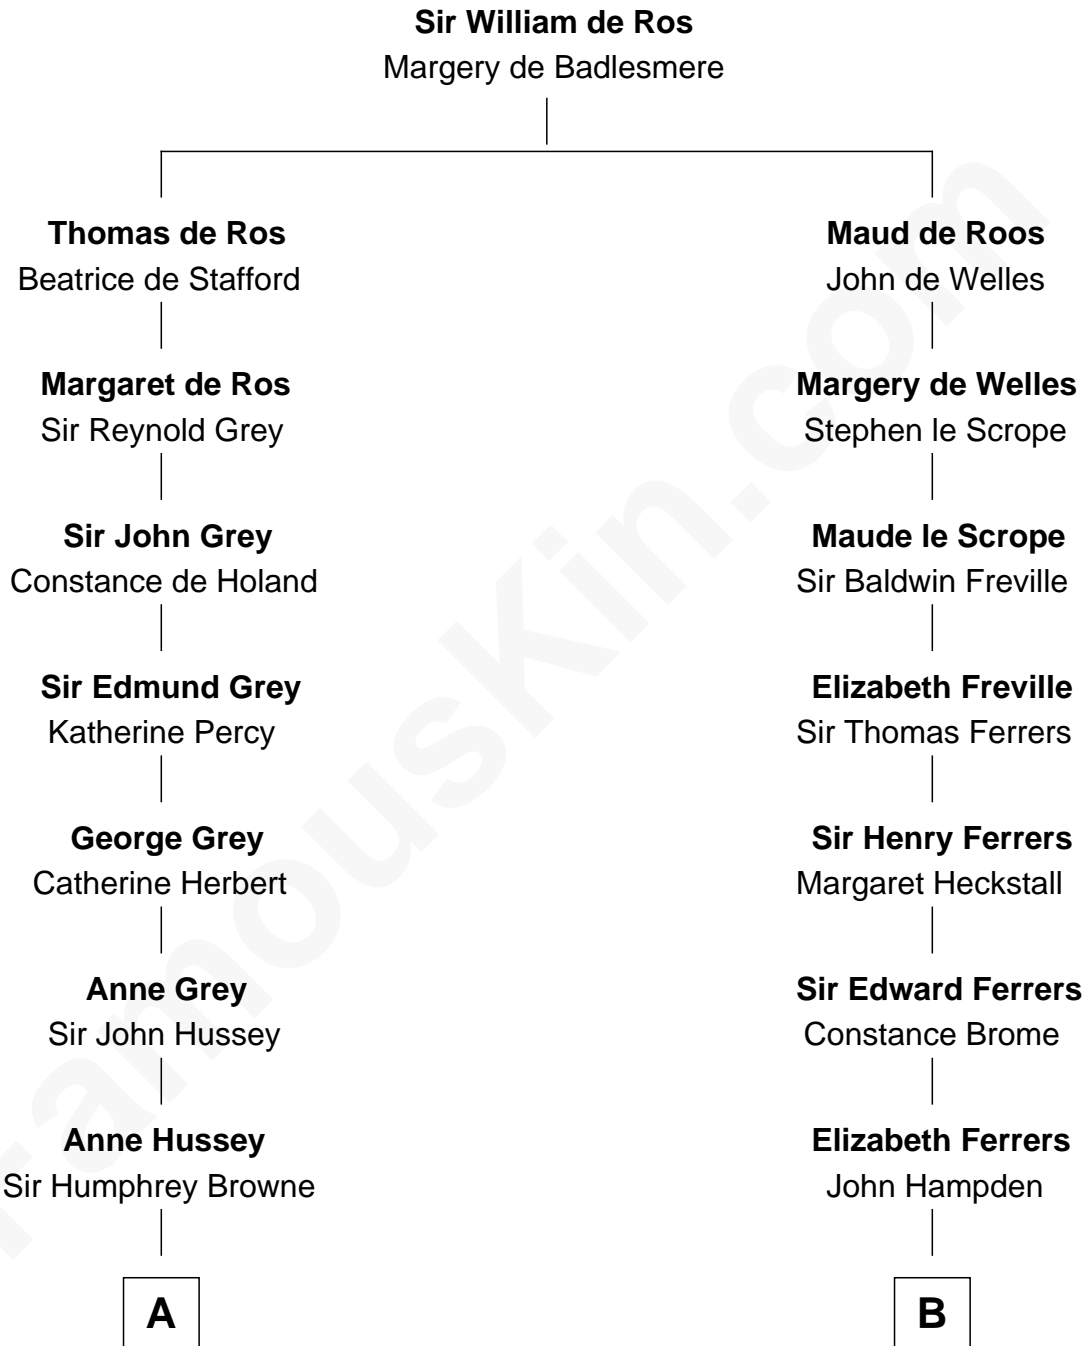 Sir William de Ros
Margery de Badlesmere
Thomas de Ros
Beatrice de Stafford
Maud de Roos
John de Welles
Margaret de Ros
Sir Reynold Grey
Margery de Welles
Stephen le Scrope
Sir John Grey
Constance de Holand
Maude le Scrope
Sir Baldwin Freville
Sir Edmund Grey
Katherine Percy
Elizabeth Freville
Sir Thomas Ferrers
George Grey
Catherine Herbert
Sir Henry Ferrers
Margaret Heckstall
Anne Grey
Sir John Hussey
Sir Edward Ferrers
Constance Brome
Anne Hussey
Sir Humphrey Browne
Elizabeth Ferrers
John Hampden
A
B
FamousKin.com